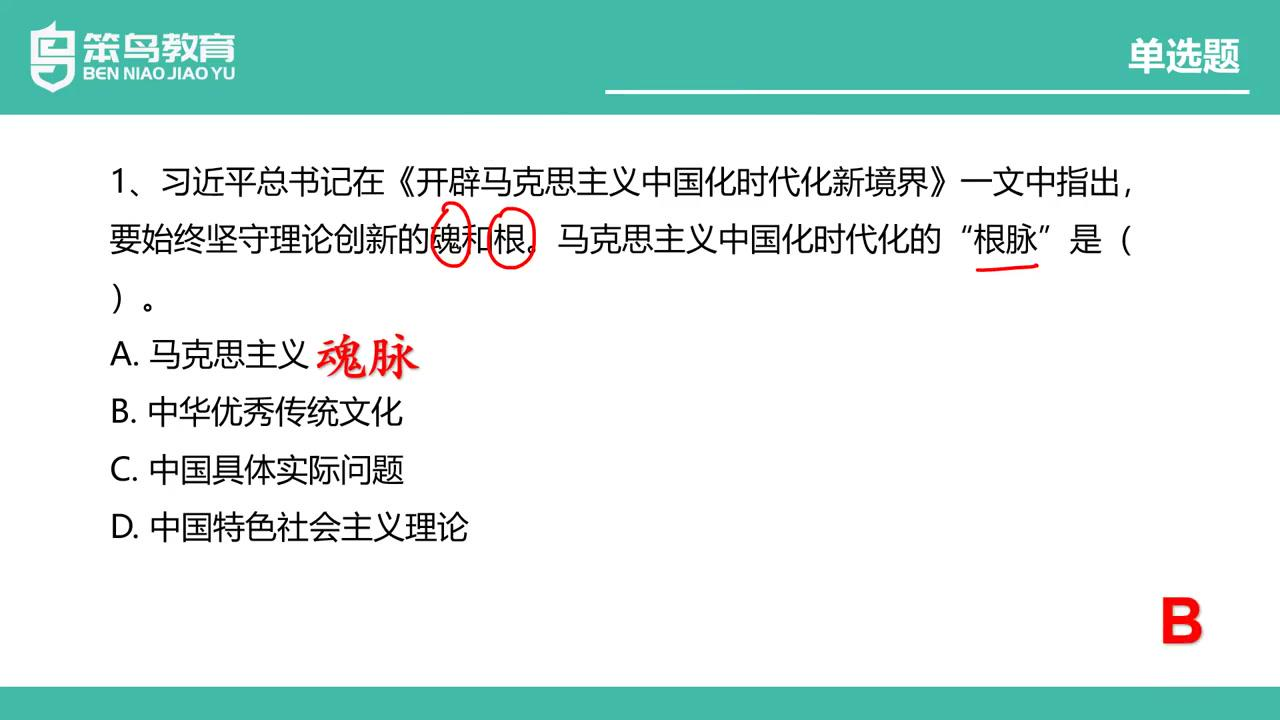 笨鸟教育
BEN NIAO JIAO YU
单选题
1、习近平总书记在《开辟马克思主义中国化时代化新境界》一文中指出，
要始终坚守理论创新的魂和根。马克思主义中国化时代化的“根脉”是（
）。
A. 马克思主义 魂脉
B. 中华优秀传统文化
C. 中国具体实际问题
D. 中国特色社会主义理论
B